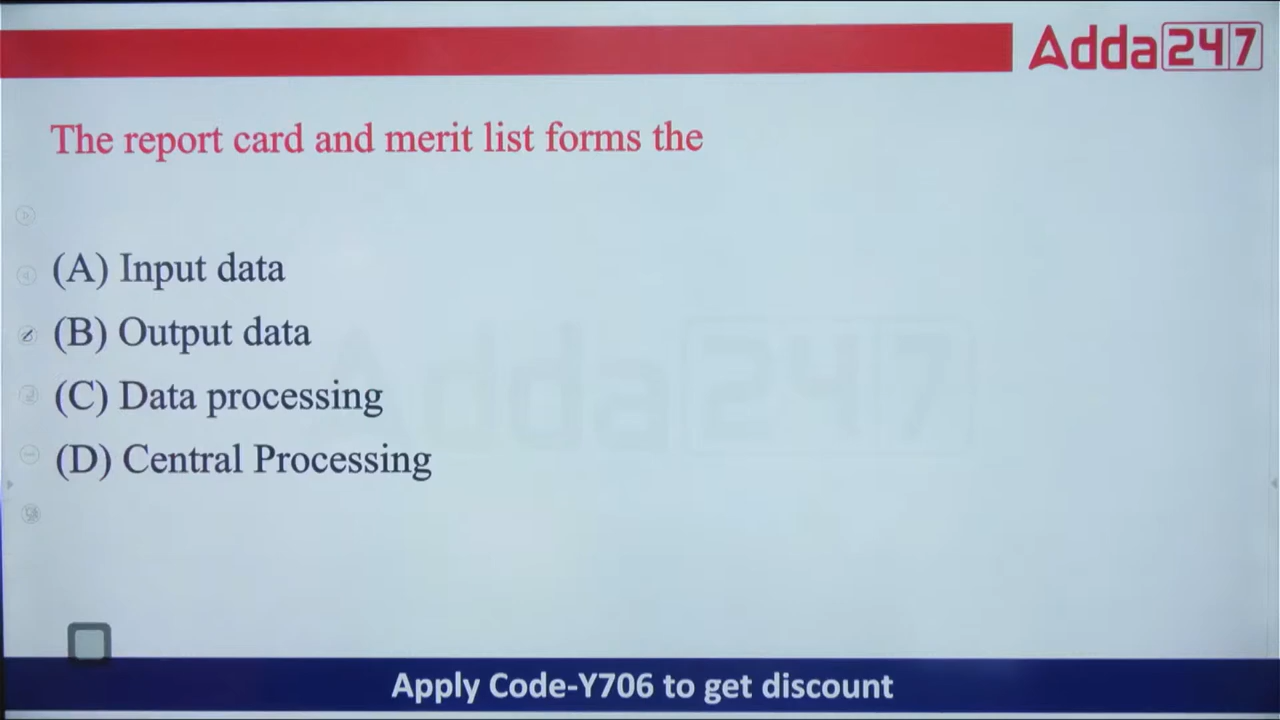 Adda247
The report card and merit list forms the
(A) Input data
(B) Output data
(C) Data processing
(D) Central Processing
Adda247
Apply Code-Y706 to get discount